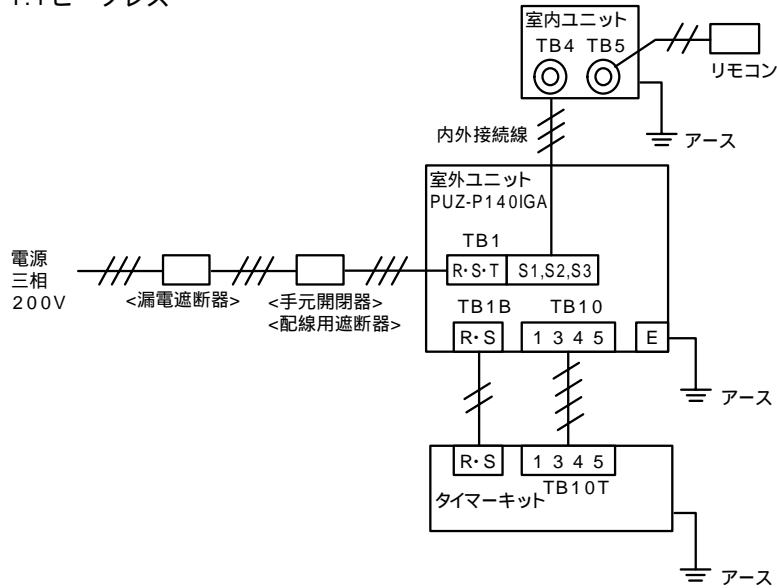 室内ユニット
TB4 TB5
リモコン
アース
内外接続線
室外ユニット
PUZ-P140IGA
TB1
R・S・T S1,S2,S3
電源
三相
200V
<漏電遮断器>
<手元開閉器>
<配線用遮断器>
TB1B TB10
R・S 1 3 4 5 E
アース
R・S 1 3 4 5
TB10T
タイマーキット
アース